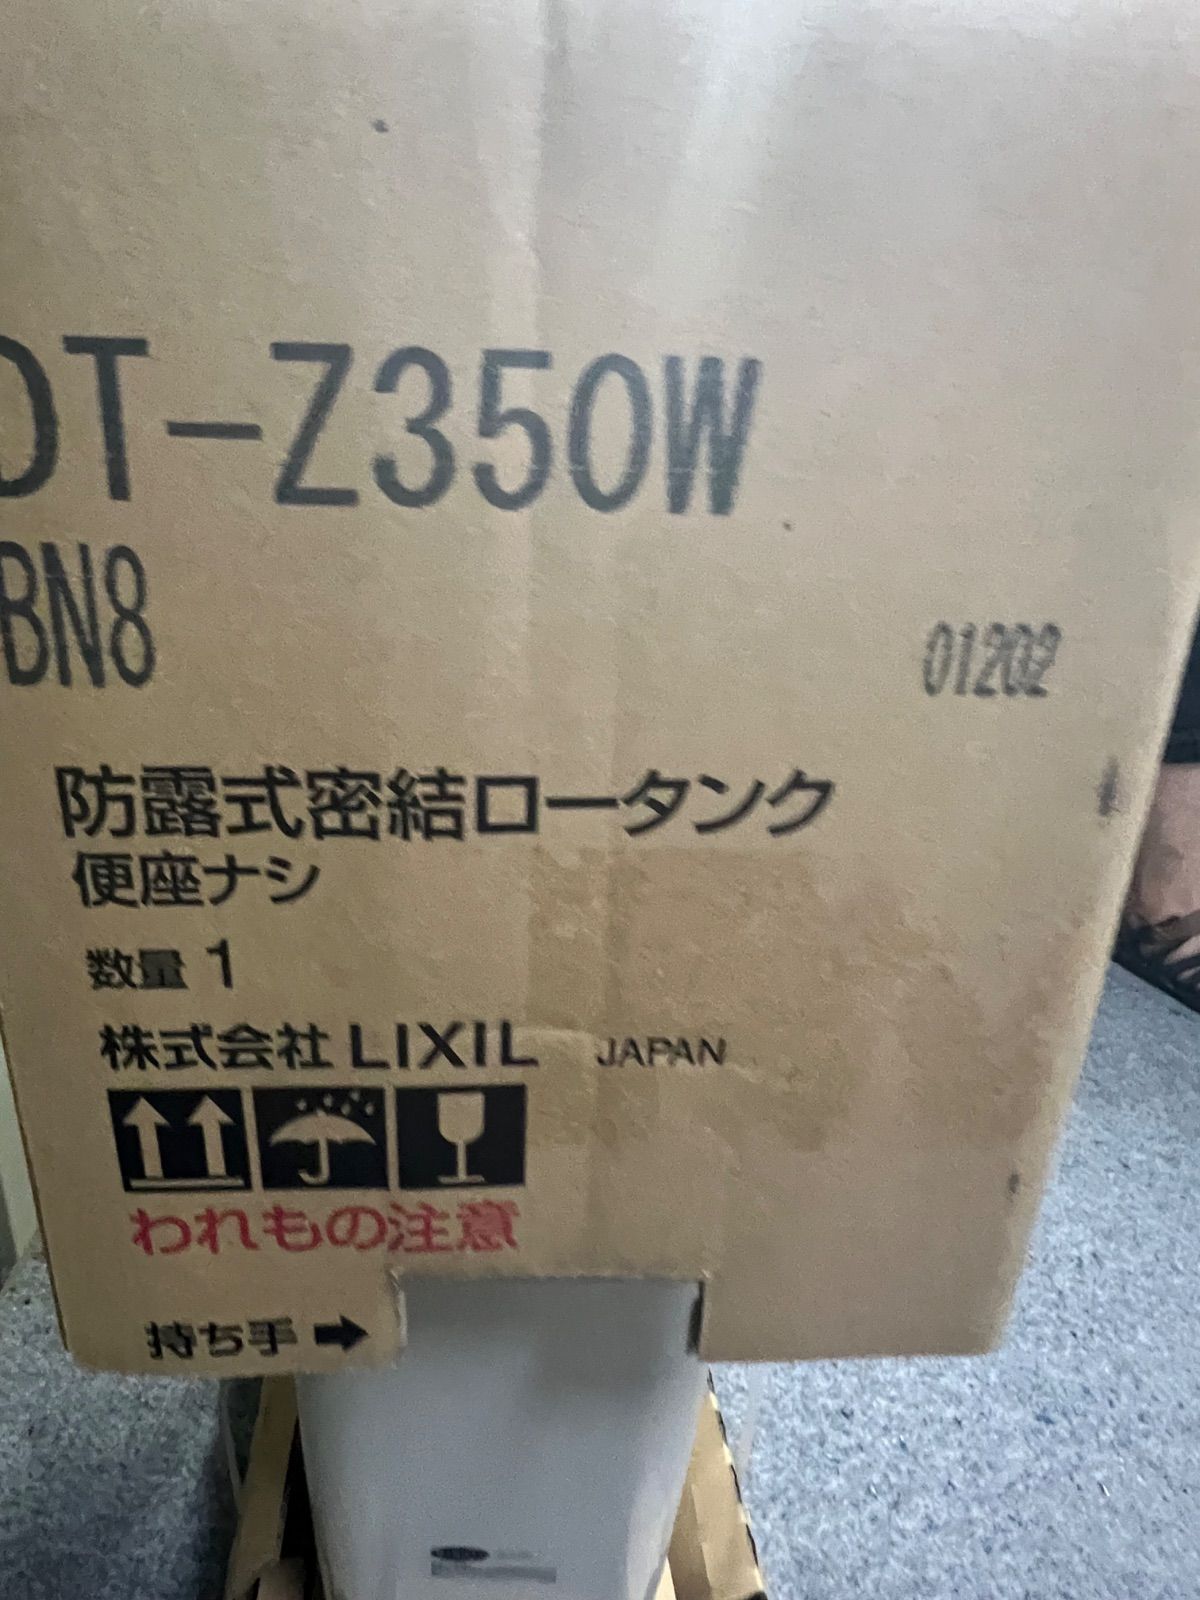 DT-Z350W
BN8
01202
防露式密結ロータンク
便座ナシ
数量 1
株式会社 LIXIL JAPAN
われもの注意
持ち手➡